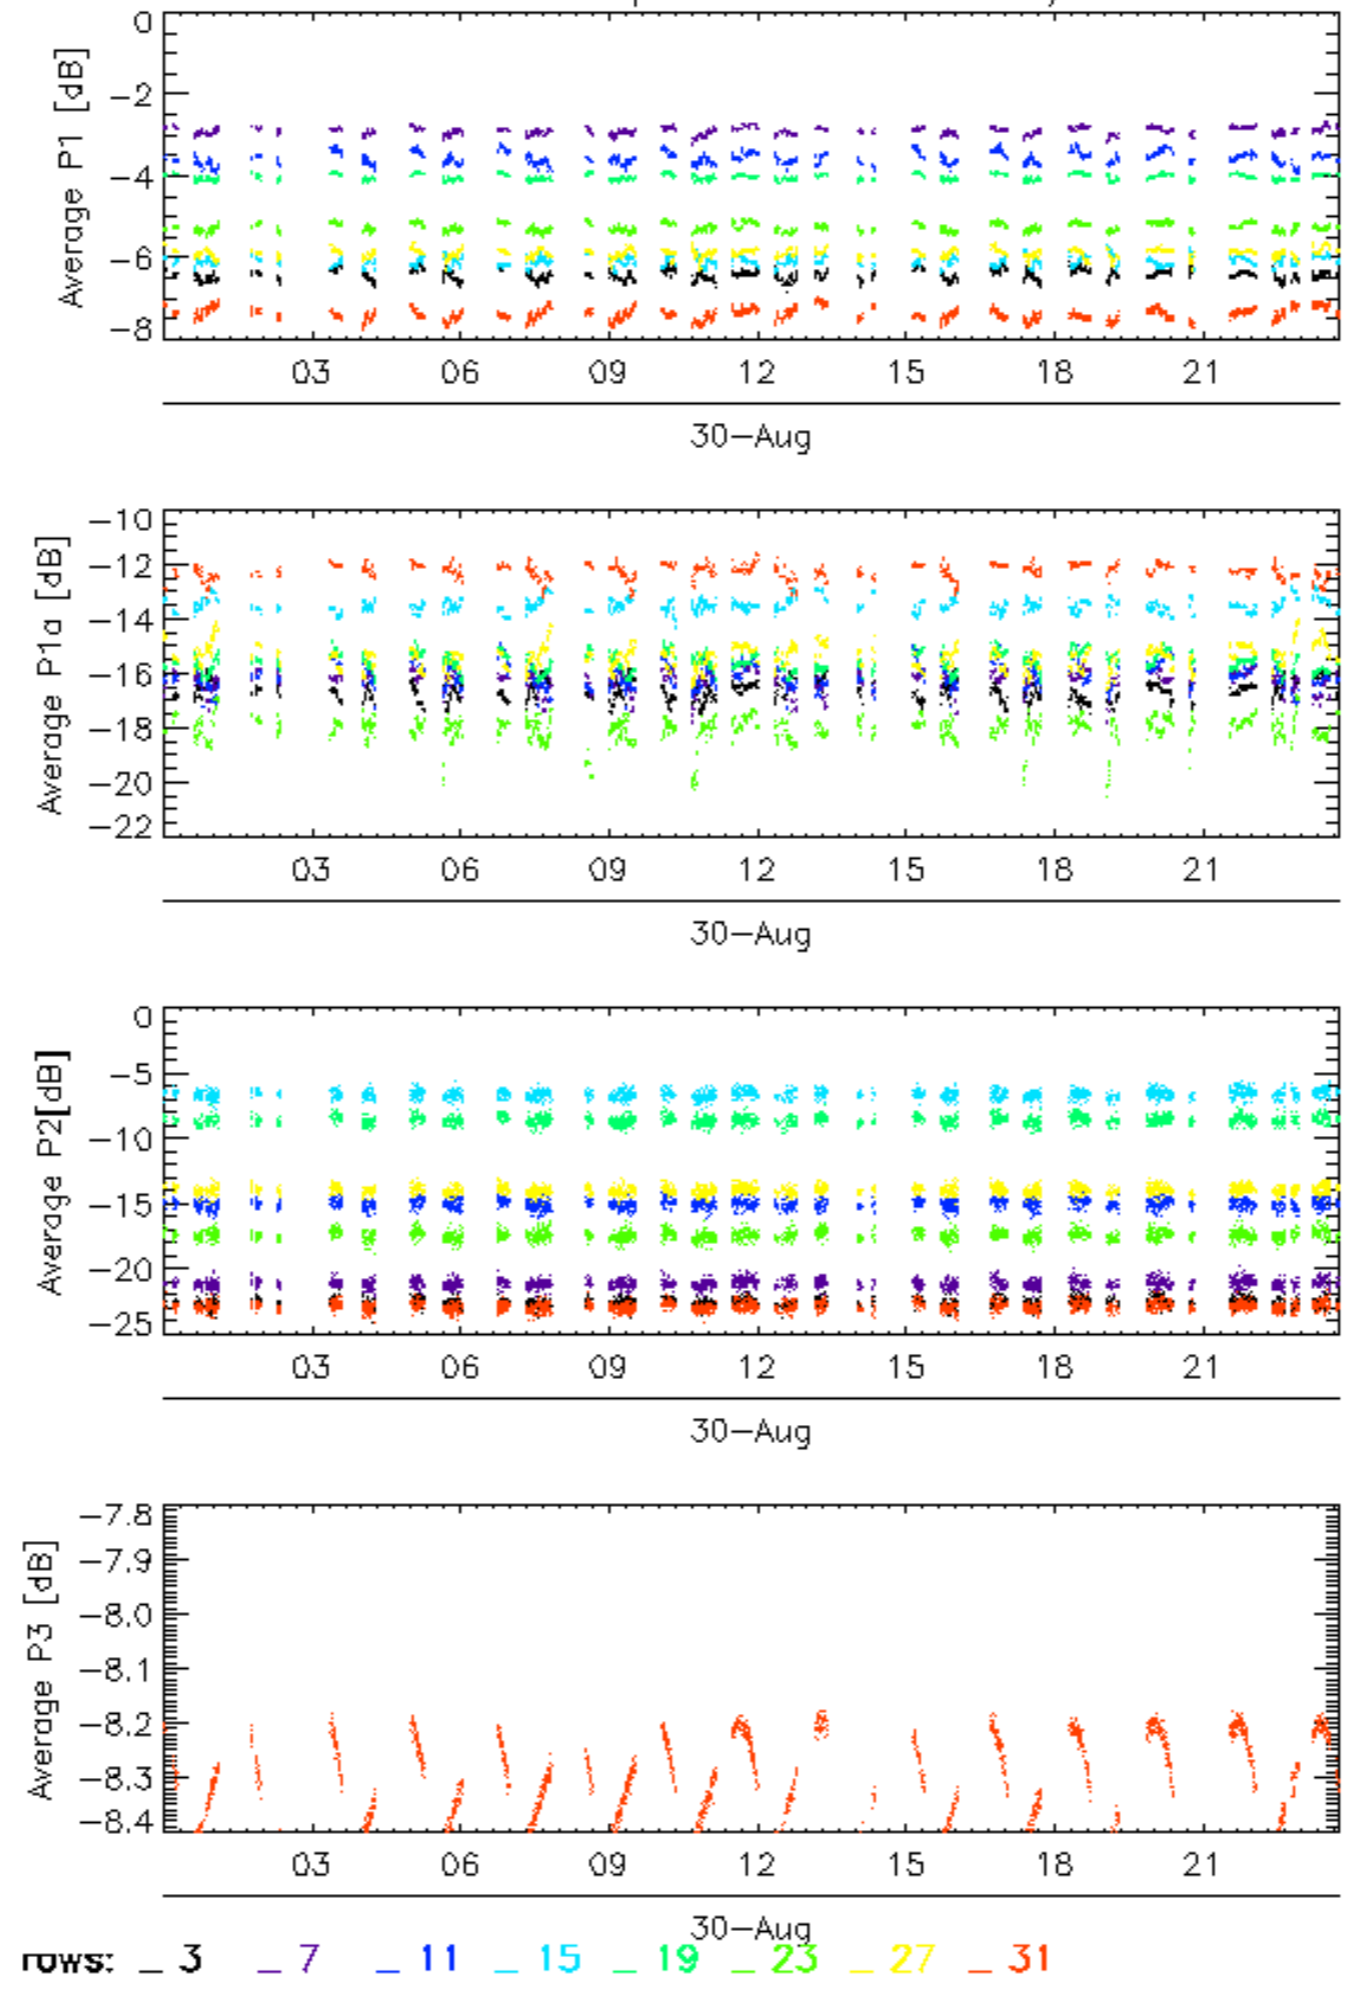 0
−2
−4
−6
−8
Average P1 [dB]
03 06 09 12 15 18 21
30−Aug
−10
−12
−14
−16
−18
−20
−22
Average P1a [dB]
03 06 09 12 15 18 21
30−Aug
0
−5
−10
−15
−20
−25
Average P2[dB]
03 06 09 12 15 18 21
30−Aug
−7.8
−7.9
−8.0
−8.1
−8.2
−8.3
−8.4
Average P3 [dB]
03 06 09 12 15 18 21
30−Aug
rows: _ 3 _ 7 _ 11 _ 15 _ 19 _ 23 _ 27 _ 31